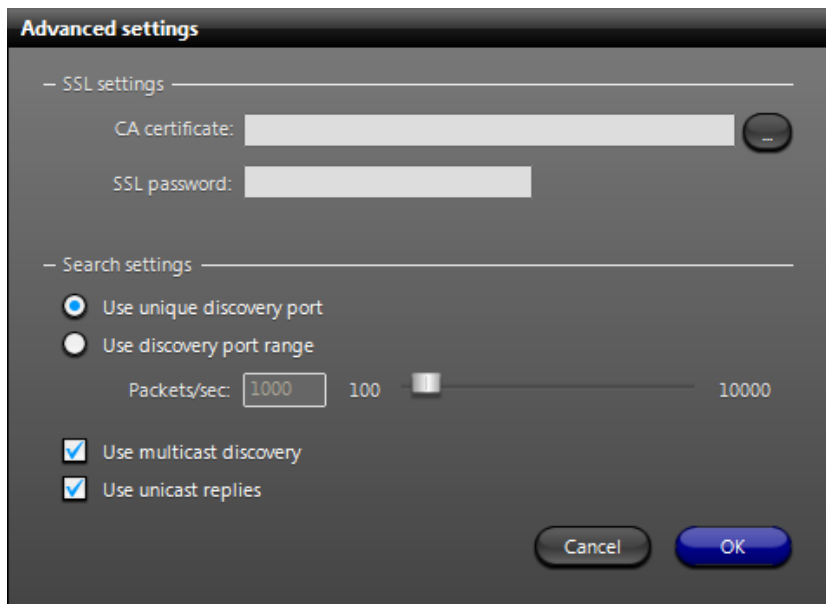 Advanced settings
SSL settings
CA certificate:
...
SSL password:
Search settings
Use unique discovery port
Use discovery port range
Packets/sec: 1000 100 10000
Use multicast discovery
Use unicast replies
Cancel OK